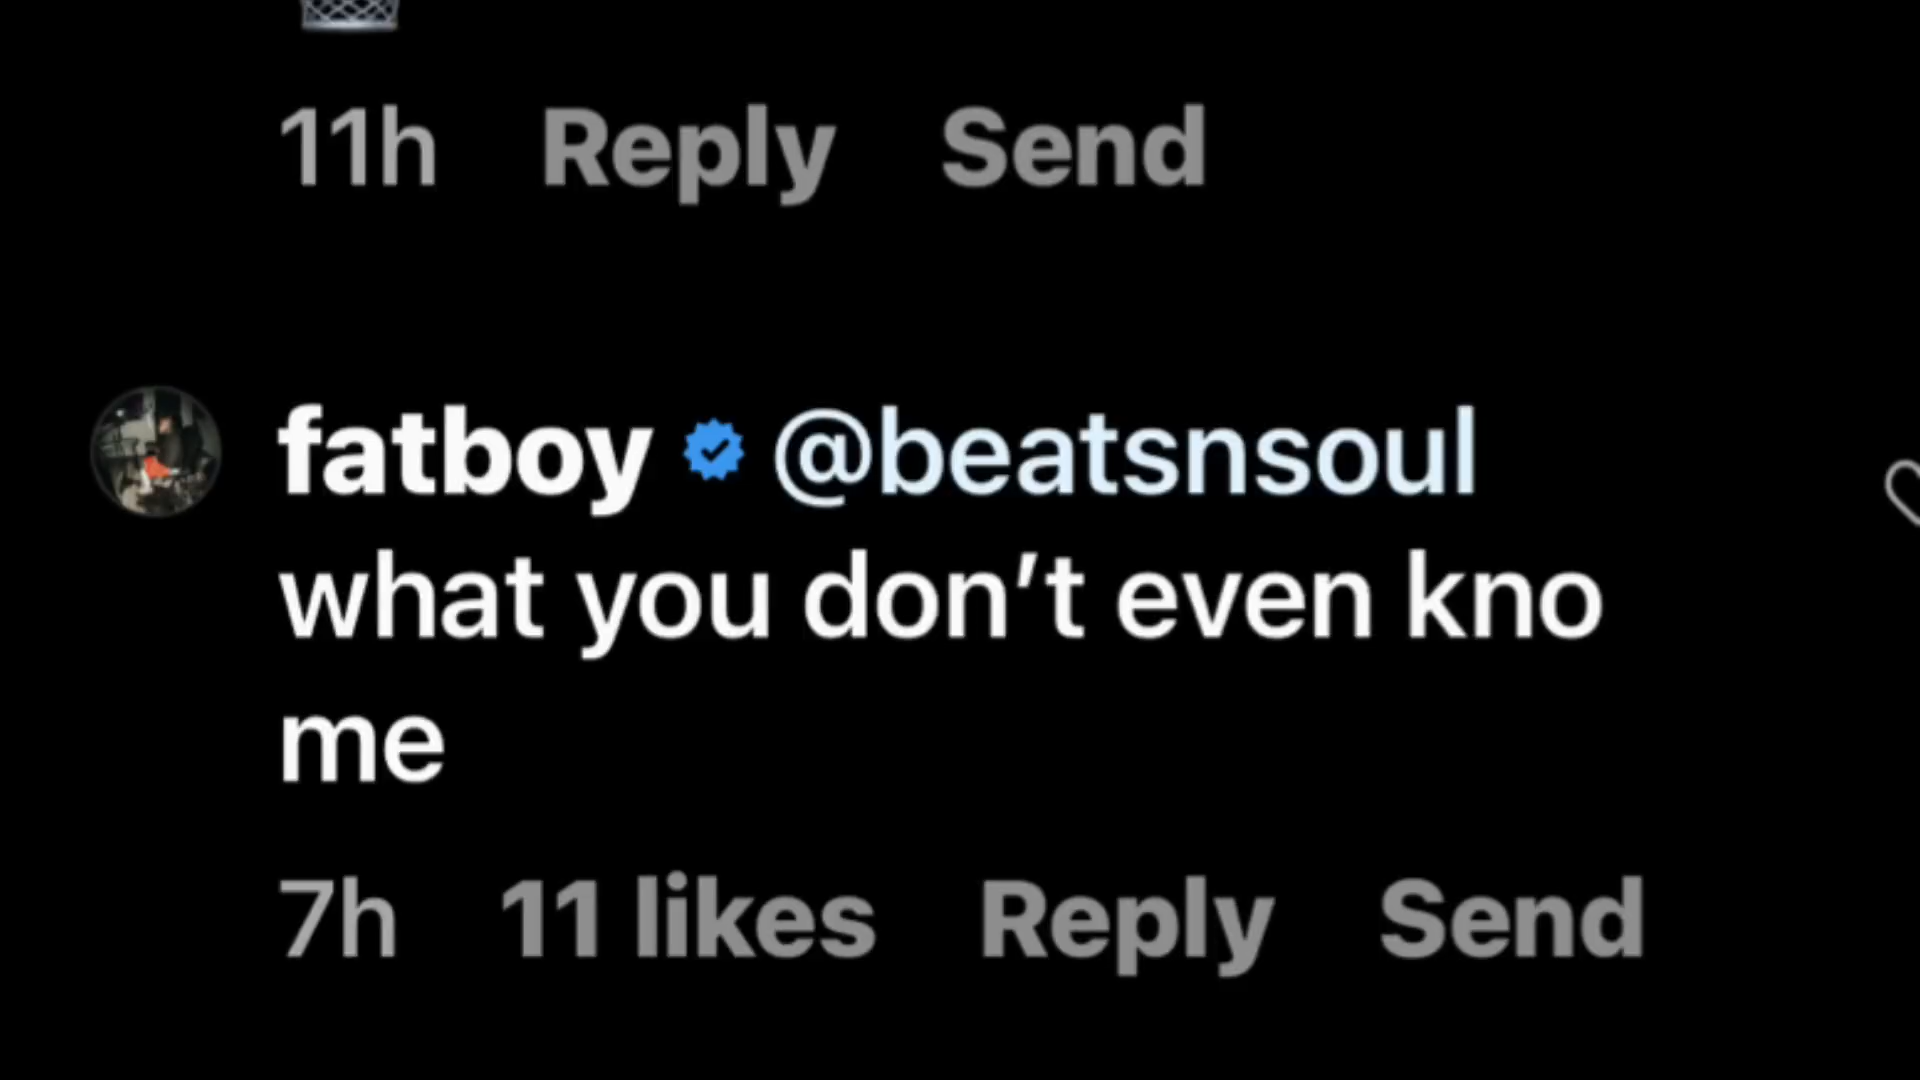 11h Reply Send
fatboy @beatsnsoul
what you don’t even kno
me
7h 11 likes Reply Send